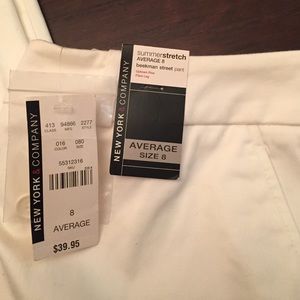 413 94866 2277
CLASS MFG STYLE
016 080
COLOR SIZE
55312316
SKU
8
AVERAGE
$39.95
NEW YORK & COMPANY
summerstretch
AVERAGE 8
beekman street pant
NEW YORK & COMPANY
AVERAGE
SIZE 8